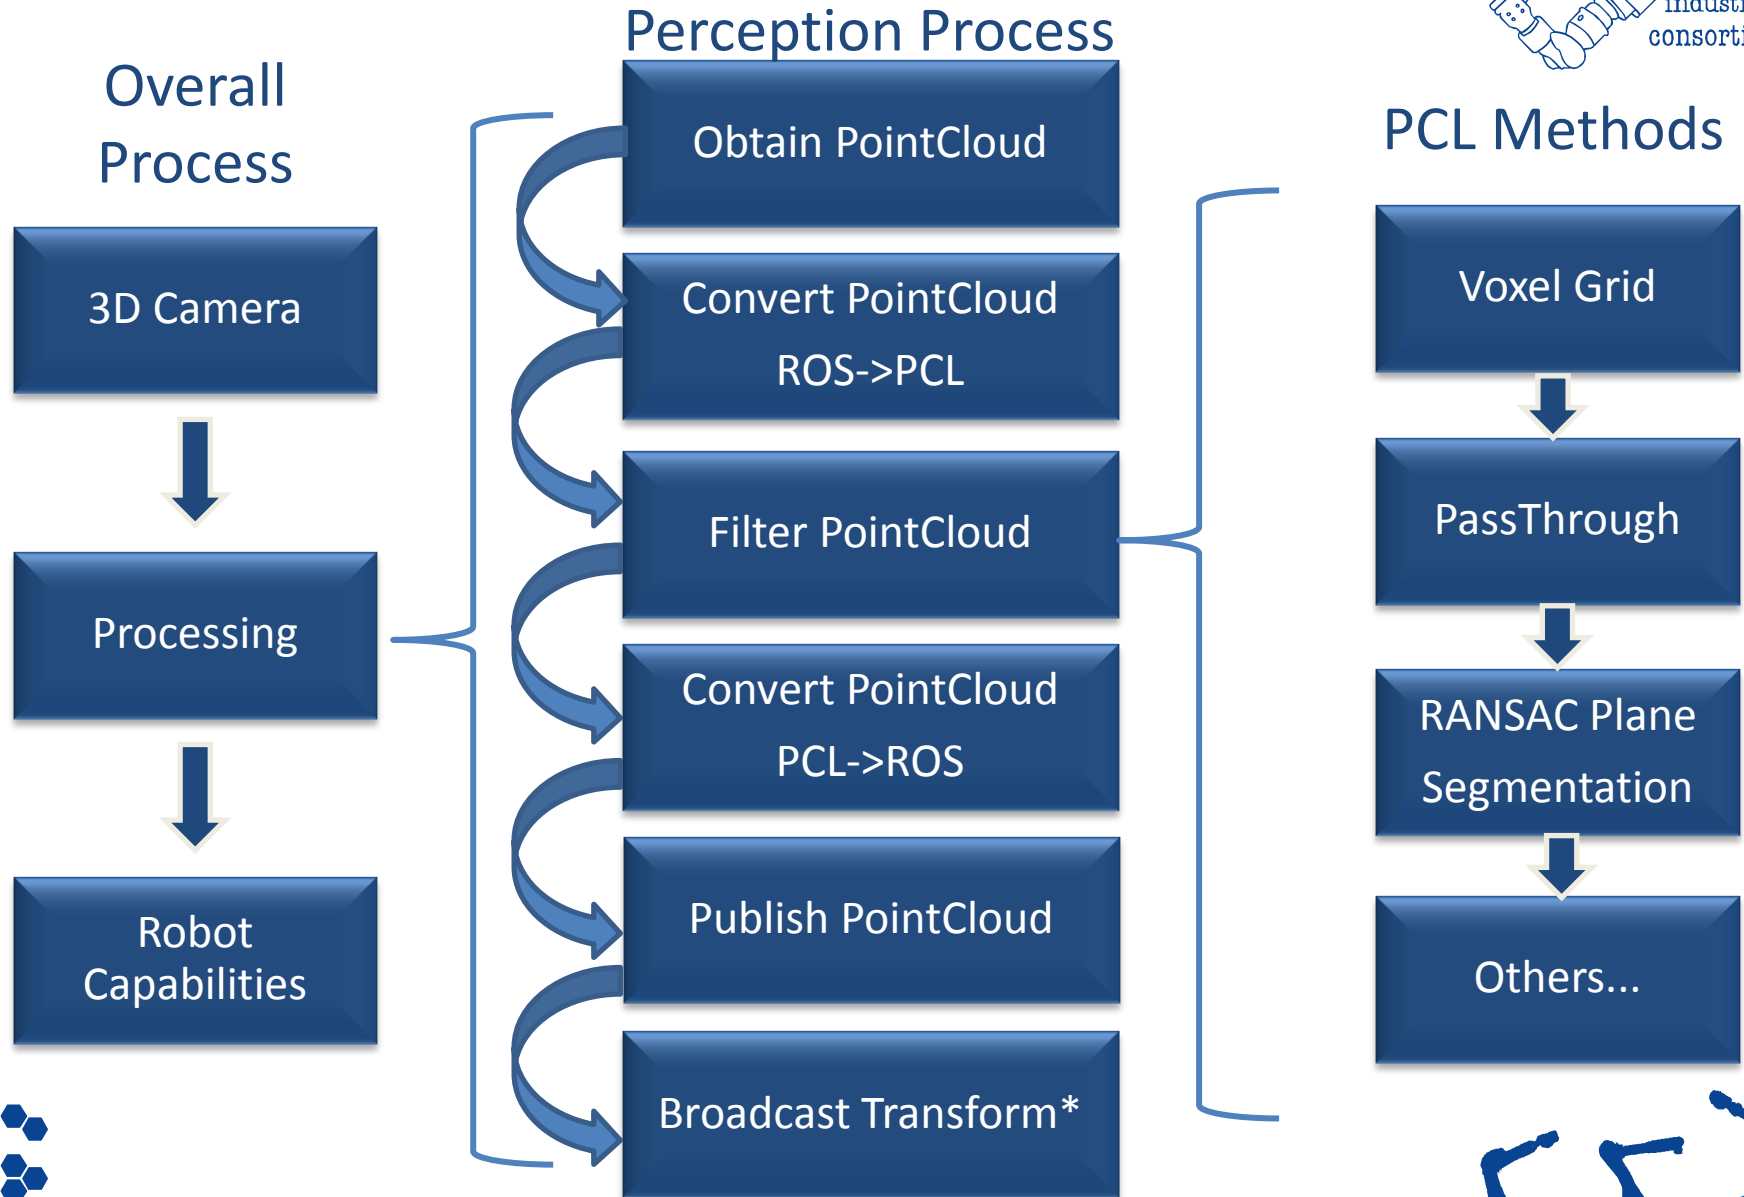 Perception Process
Overall
Process
3D Camera
Processing
Robot
Capabilities
Obtain PointCloud
Convert PointCloud
ROS->PCL
Filter PointCloud
Convert PointCloud
PCL->ROS
Publish PointCloud
Broadcast Transform*
PCL Methods
Voxel Grid
PassThrough
RANSAC Plane
Segmentation
Others...